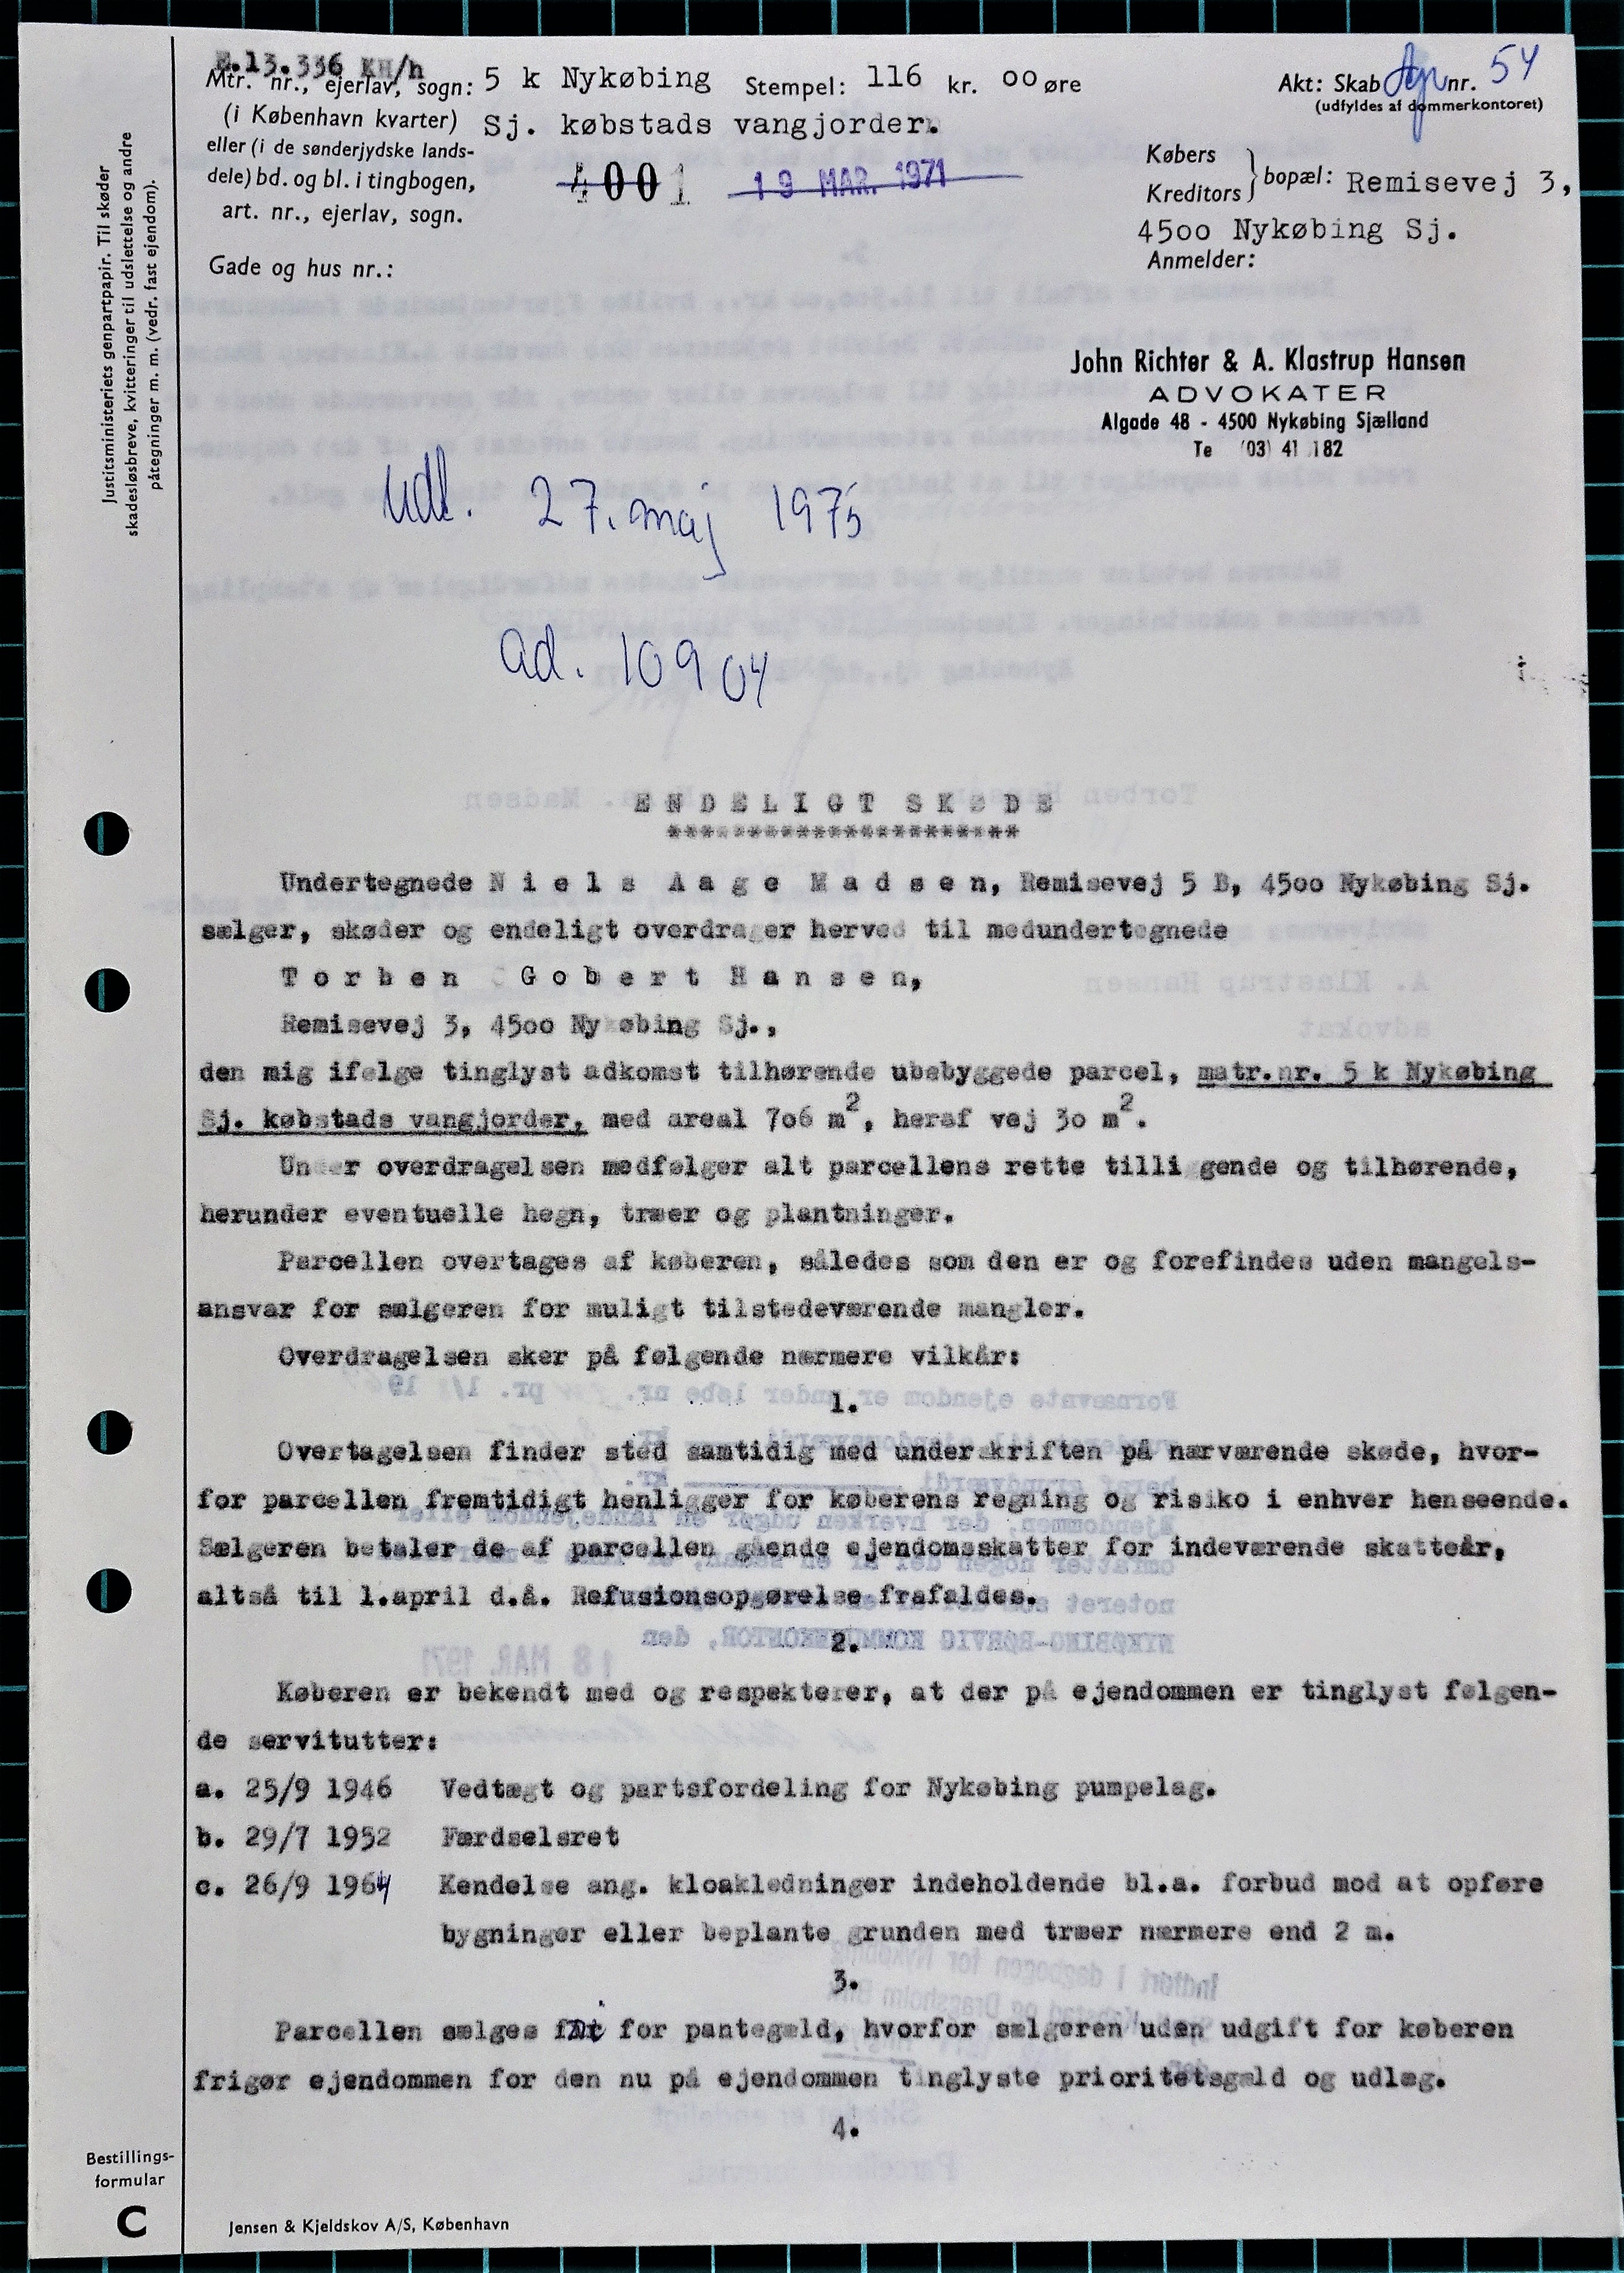 E.13.336 KH/h
Mtr. nr., ejerlav, sogn: 5 k Nykøbing Stempel: 116 kr. 00 øre
Akt: Skab nr. 54
(udfyldes af dommerkontoret)
(i København kvarter) Sj. købstads vangjorder.
eller (i de sønderjydske lands-
dele) bd. og bl. i tingbogen,
art. nr., ejerlav, sogn.
4001 19 MAR. 1971
Købers
Kreditors } bopæl: Remisevej 3,
4500 Nykøbing Sj.
Gade og hus nr.:
Anmelder:
John Richter & A. Klastrup Hansen
ADVOKATER
Algade 48 - 4500 Nykøbing Sjælland
Te (03) 41 182
Justitsministeriets genpartpapir. Til skøder
skadesløsbreve, kvitteringer til udslettelse og andre
påtegninger m. m. (vedr. fast ejendom).
Udl. 27. maj 1975
ad. 10904
ENDELIGT SKØDE
**********************
Undertegnede Niels Aage Madsen, Remisevej 5 B, 4500 Nykøbing Sj.
sælger, skøder og endeligt overdrager herved til medundertegnede
Torben Gobert Hansen,
Remisevej 3, 4500 Nykøbing Sj.,
den mig ifølge tinglyst adkomst tilhørende ubebyggede parcel, matr.nr. 5 k Nykøbing
Sj. købstads vangjorder, med areal 706 m2, heraf vej 30 m2.
Under overdragelsen medfølger alt parcellens rette tilliggende og tilhørende,
herunder eventuelle hegn, træer og plantninger.
Parcellen overtages af køberen, således som den er og forefindes uden mangels-
ansvar for sælgeren for muligt tilstedeværende mangler.
Overdragelsen sker på følgende nærmere vilkår:
1.
Overtagelsen finder sted samtidig med underskriften på nærværende skøde, hvor-
for parcellen fremtidigt henligger for køberens regning og risiko i enhver henseende.
Sælgeren betaler de af parcellen gående ejendomsskatter for indeværende skatteår,
altså til 1.april d.å. Refusionsopgørelse frafaldes.
2.
Køberen er bekendt med og respekterer, at der på ejendommen er tinglyst følgen-
de servitutter:
a. 25/9 1946 Vedtægt og partsfordeling for Nykøbing pumpelag.
b. 29/7 1952 Færdselsret
c. 26/9 1964 Kendelse ang. kloakledninger indeholdende bl.a. forbud mod at opføre
bygninger eller beplante grunden med træer nærmere end 2 m.
3.
Parcellen sælges fri for pantegæld, hvorfor sælgeren uden udgift for køberen
frigør ejendommen for den nu på ejendommen tinglyste prioritetsgæld og udlæg.
4.
Bestillings-
formular
C
Jensen & Kjeldskov A/S, København